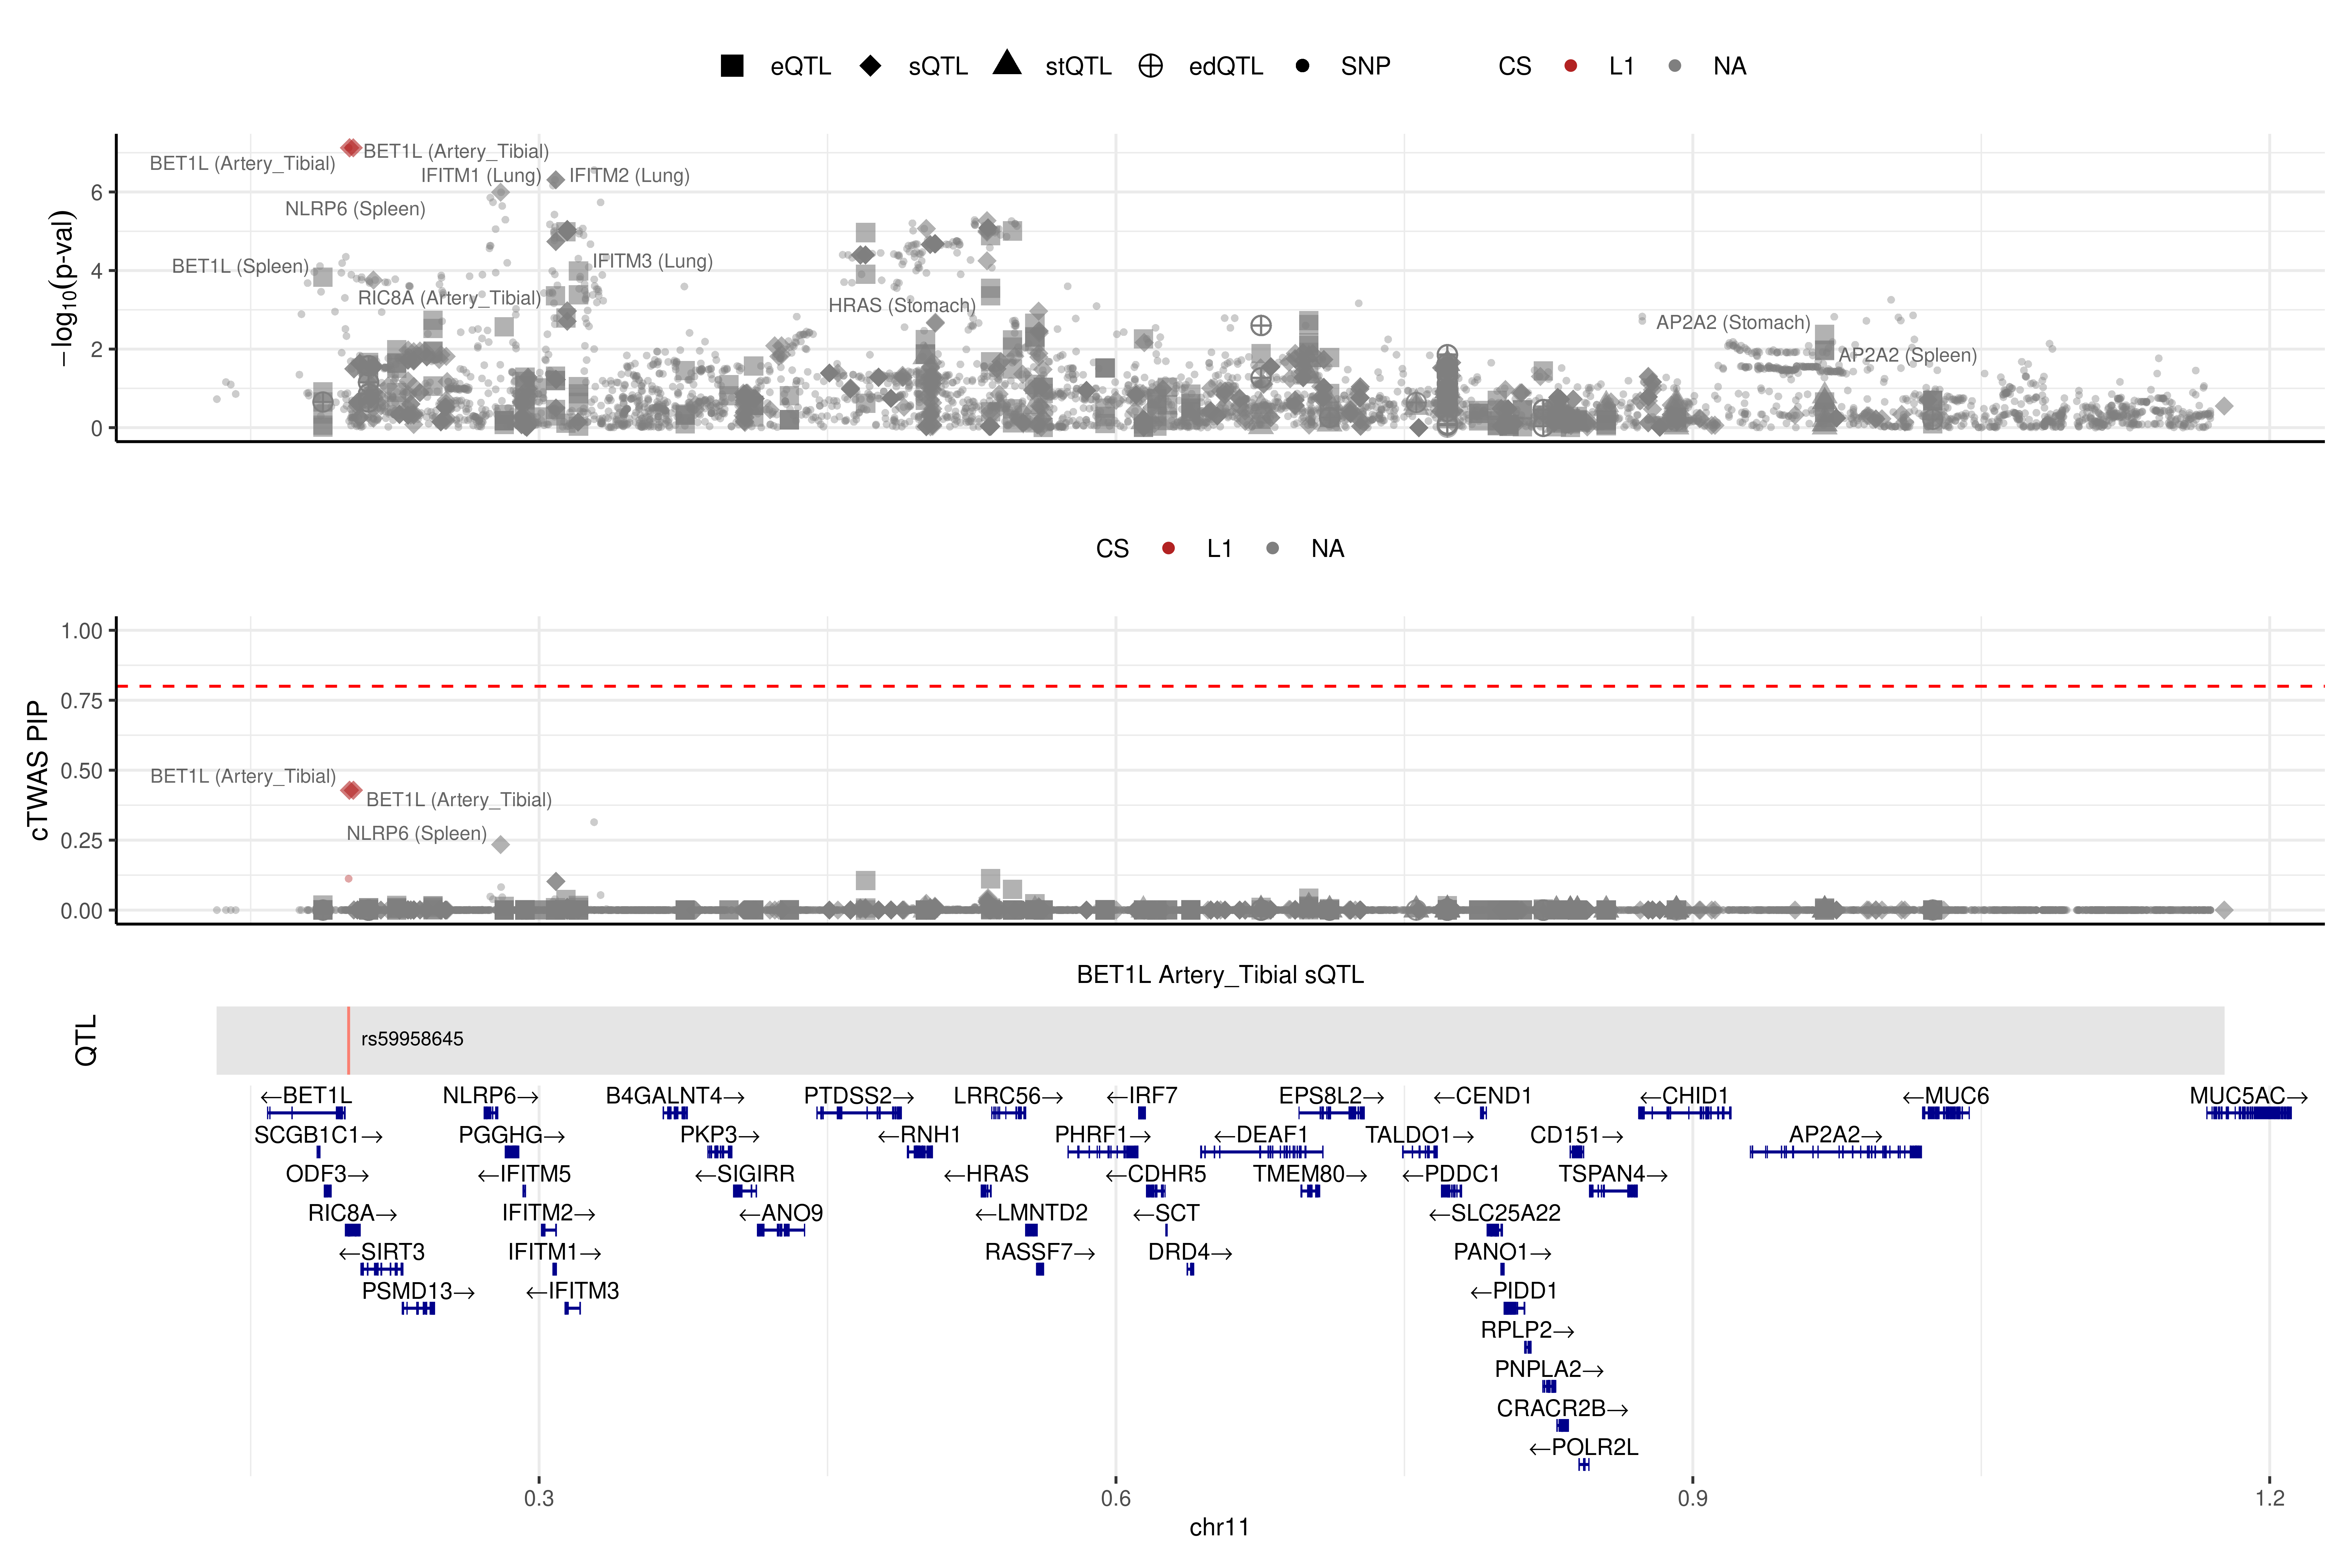 eQTL sQTL stQTL edQTL SNP CS L1 NA
BET1L (Artery_Tibial)
BET1L (Artery_Tibial)
IFITM1 (Lung)
IFITM2 (Lung)
NLRP6 (Spleen)
BET1L (Spleen)
IFITM3 (Lung)
RIC8A (Artery_Tibial)
HRAS (Stomach)
AP2A2 (Stomach)
AP2A2 (Spleen)
6
4
2
0
−log10(p-val)
CS L1 NA
1.00
0.75
0.50
0.25
0.00
cTWAS PIP
BET1L (Artery_Tibial)
BET1L (Artery_Tibial)
NLRP6 (Spleen)
BET1L Artery_Tibial sQTL
QTL
rs59958645
←BET1L NLRP6→ B4GALNT4→ PTDSS2→ LRRC56→ ←IRF7 EPS8L2→ ←CEND1 ←CHID1 ←MUC6 MUC5AC→
SCGB1C1→ PGGHG→ PKP3→ ←RNH1 PHRF1→ ←DEAF1 TALDO1→ CD151→ AP2A2→
ODF3→ ←IFITM5 ←SIGIRR ←HRAS ←CDHR5 TMEM80→ ←PDDC1 TSPAN4→
RIC8A→ IFITM2→ ←ANO9 ←LMNTD2 ←SCT ←SLC25A22
←SIRT3 IFITM1→ RASSF7→ DRD4→ PANO1→
PSMD13→ ←IFITM3 ←PIDD1
RPLP2→
PNPLA2→
CRACR2B→
←POLR2L
0.3 0.6 0.9 1.2
chr11